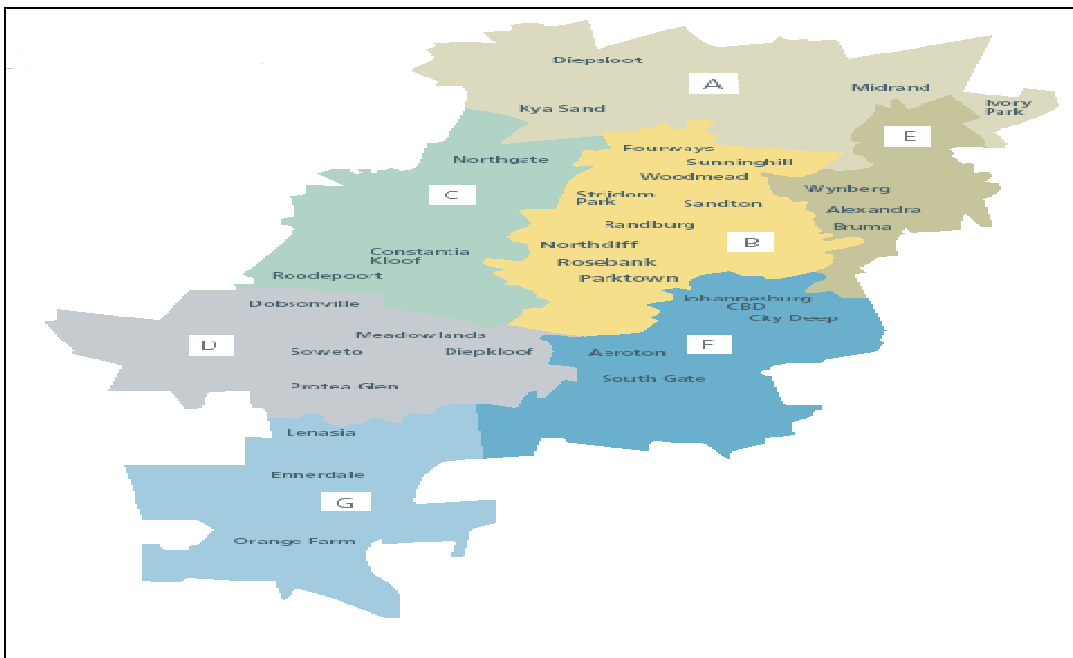 Diepsloot
A
Midrand
Kya Sand
Ivory
Park
E
Fourways
Northgate
Sunninghill
Woodmead
C
Strijdom
Park
Sandton
Wynberg
Alexandra
Randburg
Bruma
Northcliff
B
Constantia
Kloof
Rosebank
Roodepoort
Parktown
Dobsonville
Johannesburg
CBD
City Deep
Meadowlands
D
Soweto
Diepkloof
Aeroton
F
Protea Glen
South Gate
Lenasia
Ennerdale
G
Orange Farm